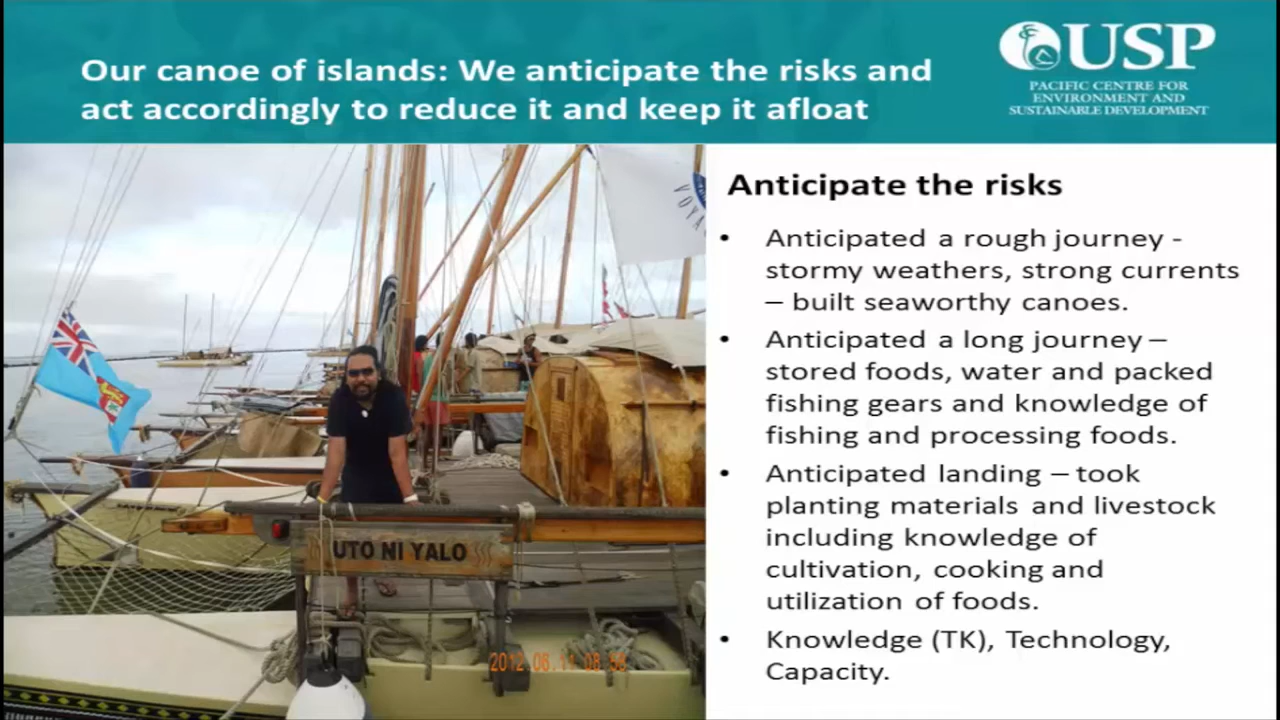 Our canoe of islands: We anticipate the risks and
act accordingly to reduce it and keep it afloat
USP
PACIFIC CENTRE FOR
ENVIRONMENT AND
SUSTAINABLE DEVELOPMENT
VOYA
UTO NI YALO
2012.06.11 08:58
Anticipate the risks
• Anticipated a rough journey -
stormy weathers, strong currents
– built seaworthy canoes.
• Anticipated a long journey –
stored foods, water and packed
fishing gears and knowledge of
fishing and processing foods.
• Anticipated landing – took
planting materials and livestock
including knowledge of
cultivation, cooking and
utilization of foods.
• Knowledge (TK), Technology,
Capacity.